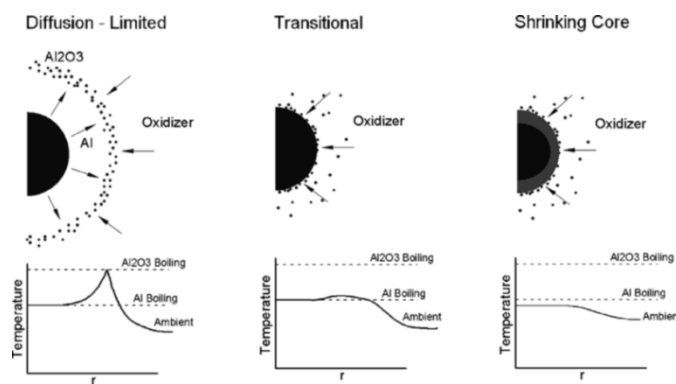 Diffusion - Limited
Transitional
Shrinking Core
Al2O3
Oxidizer
Al
Oxidizer
Oxidizer
Al2O3 Boiling
Al Boiling
Ambient
Temperature
r
Al2O3 Boiling
Al Boiling
Ambient
Temperature
r
Al2O3 Boiling
Al Boiling
Ambien
Temperature
r